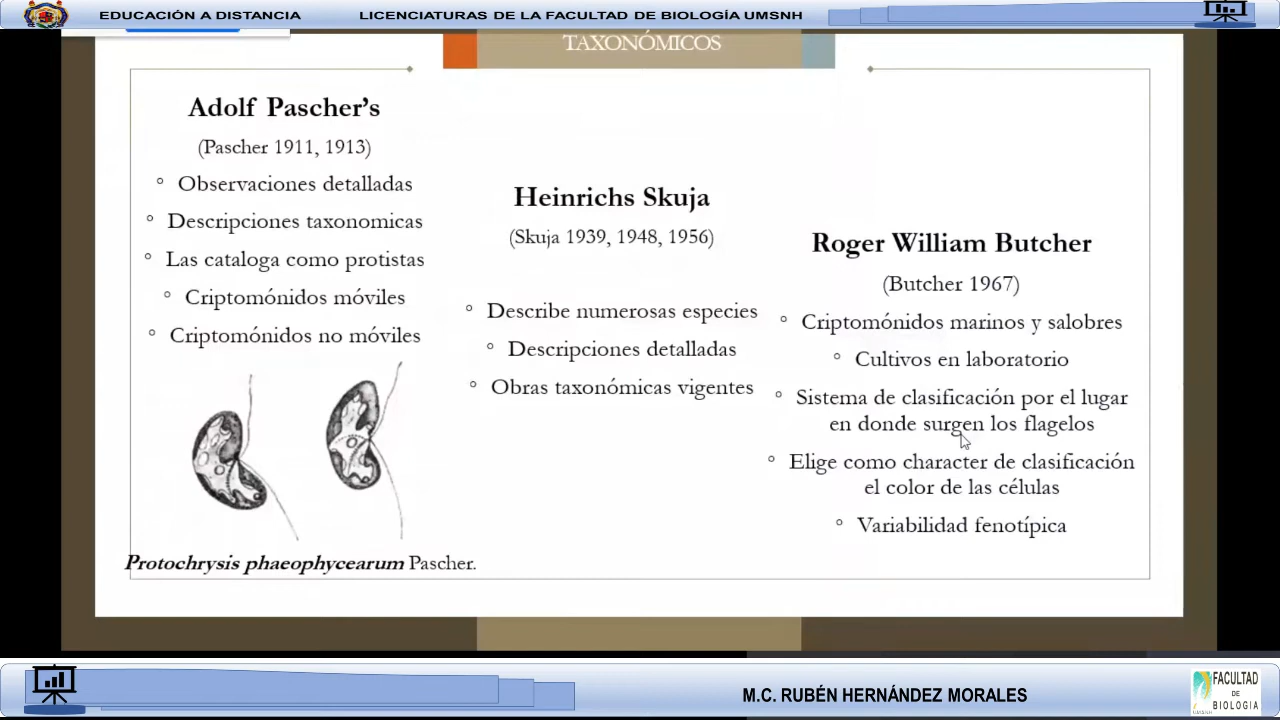 EDUCACIÓN A DISTANCIA LICENCIATURAS DE LA FACULTAD DE BIOLOGÍA UMSNH
TAXONÓMICOS
Adolf Pascher's
(Pascher 1911, 1913)
° Observaciones detalladas
° Descripciones taxonomicas
° Las cataloga como protistas
° Criptomónidos móviles
° Criptomónidos no móviles
Protochrysis phaeophycearum Pascher.
Heinrichs Skuja
(Skuja 1939, 1948, 1956)
° Describe numerosas especies
° Descripciones detalladas
° Obras taxonómicas vigentes
Roger William Butcher
(Butcher 1967)
° Criptomónidos marinos y salobres
° Cultivos en laboratorio
° Sistema de clasificación por el lugar
en donde surgen los flagelos
° Elige como character de clasificación
el color de las células
° Variabilidad fenotípica
M.C. RUBÉN HERNÁNDEZ MORALES
FACULTAD
DE
BIOLOGIA